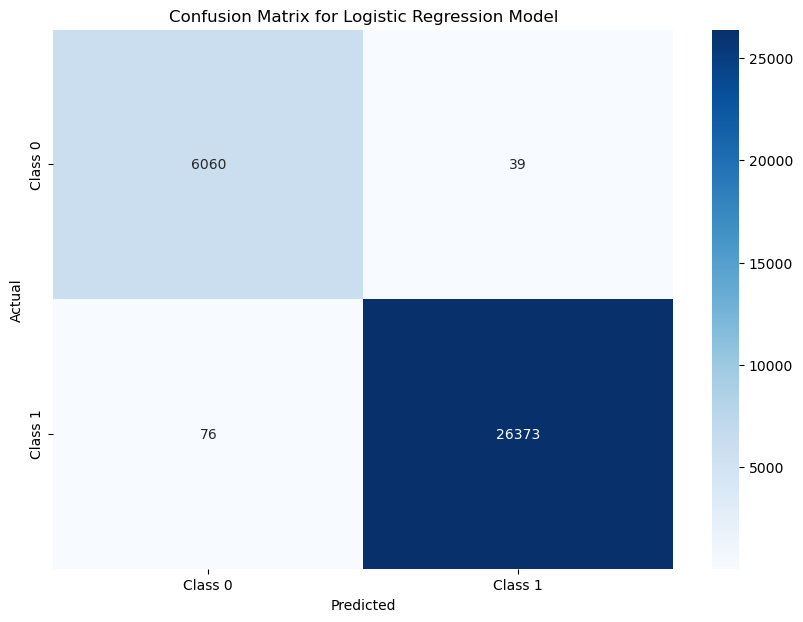 Confusion Matrix for Logistic Regression Model
Actual
Class 0
Class 1
6060
39
76
26373
Class 0
Class 1
Predicted
25000
20000
15000
10000
5000